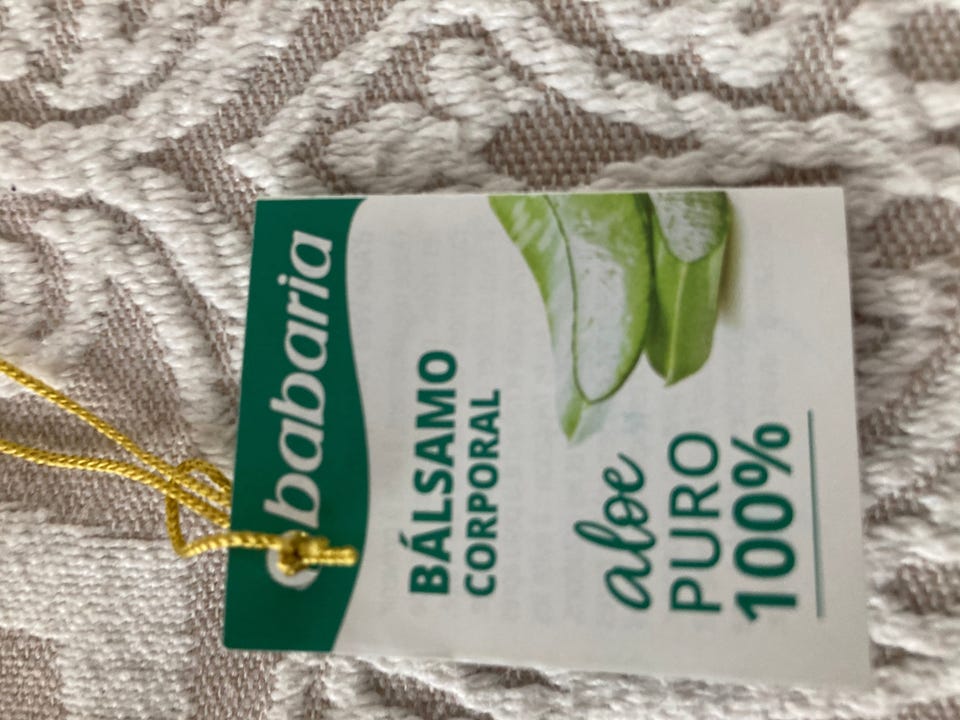 babaria
BÁLSAMO
CORPORAL
aloe
PURO
100%